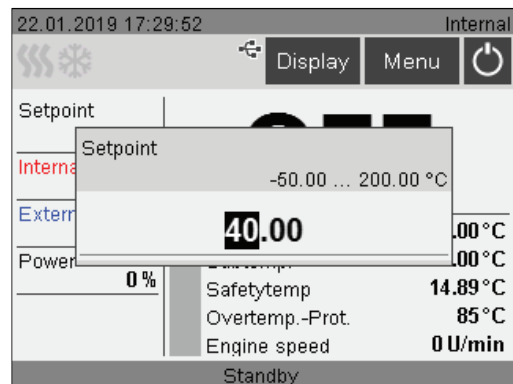 22.01.2019 17:29:52 Internal
Display Menu
Setpoint
Setpoint
-50.00 ... 200.00 °C
40.00
Interna
Extern
.00 °C
Power
.00 °C
0 %
Safetytemp 14.89 °C
Overtemp.-Prot. 85 °C
Engine speed 0 U/min
Standby